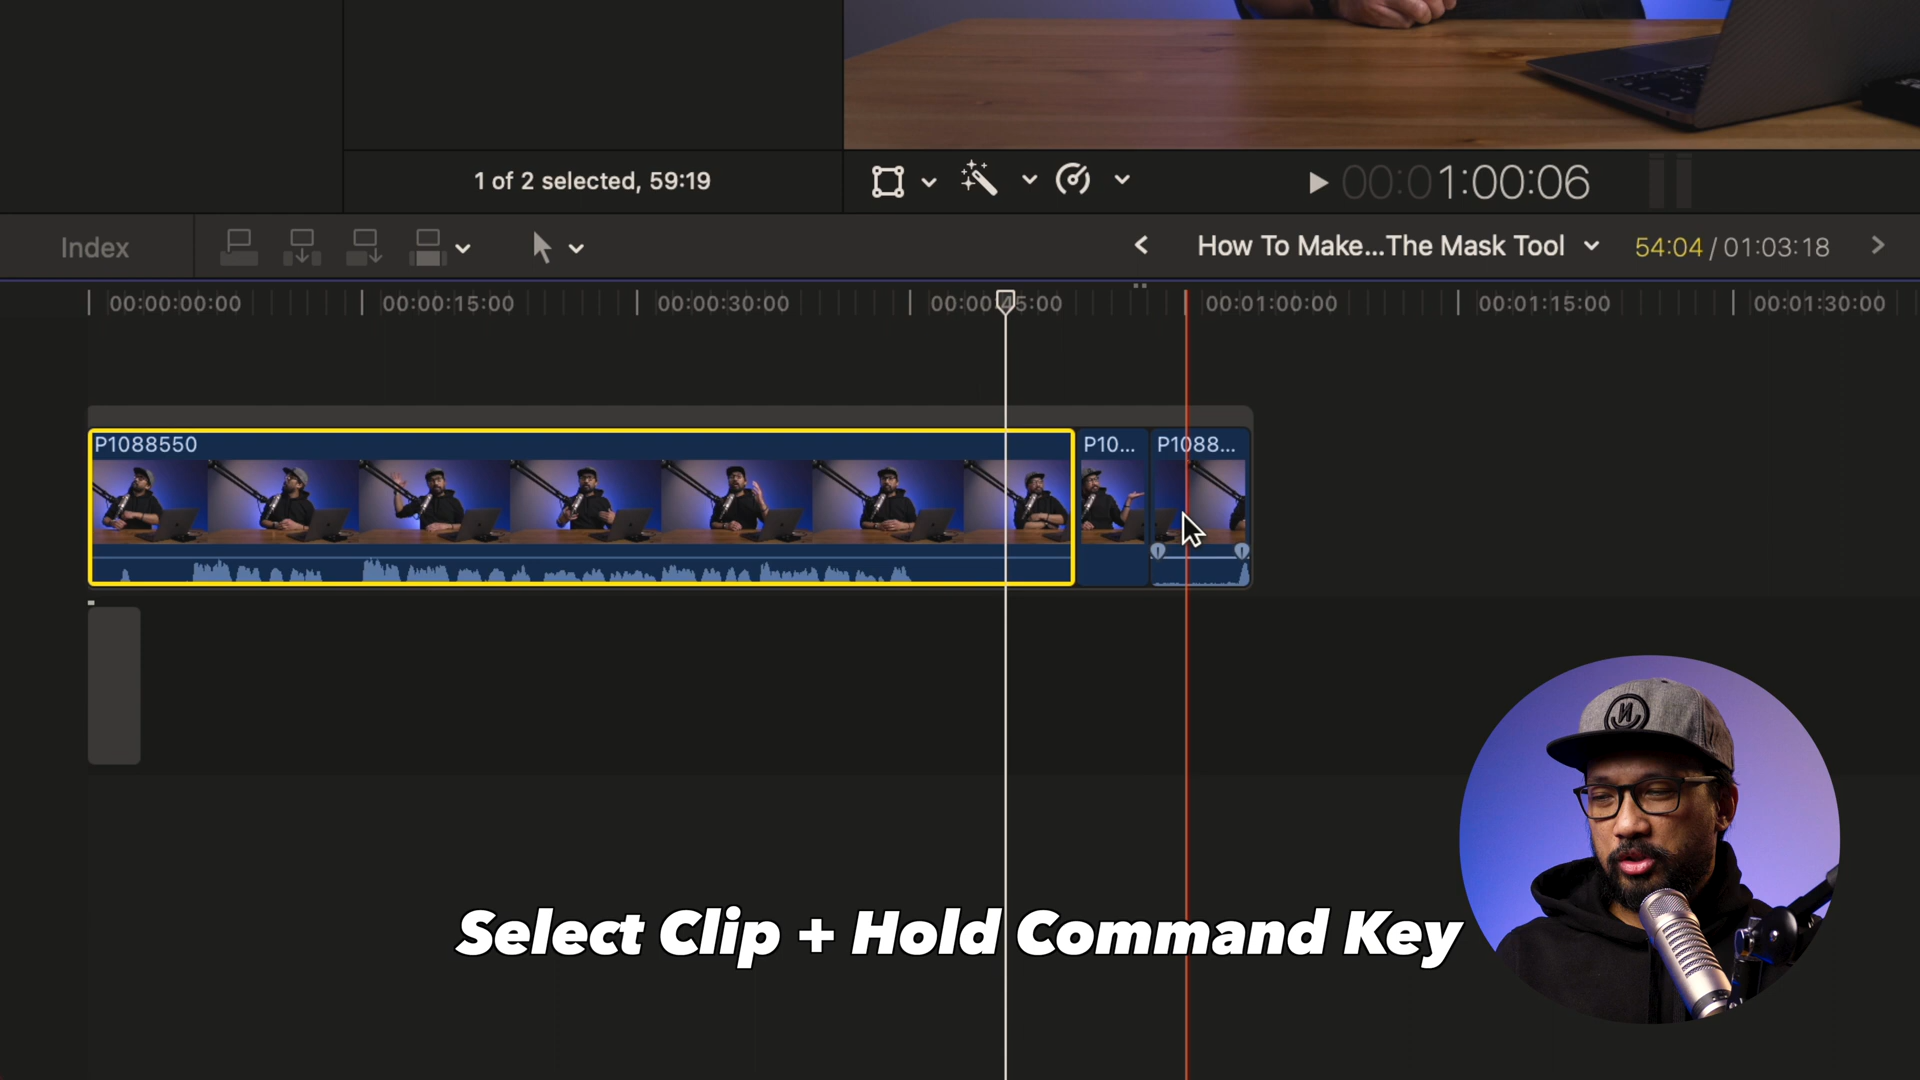 1 of 2 selected, 59:19
00:01:00:06
Index
How To Make...The Mask Tool
54:04 / 01:03:18
00:00:00:00
00:00:15:00
00:00:30:00
00:00:45:00
00:01:00:00
00:01:15:00
00:01:30:00
P1088550
P10...
P1088...
Select Clip + Hold Command Key